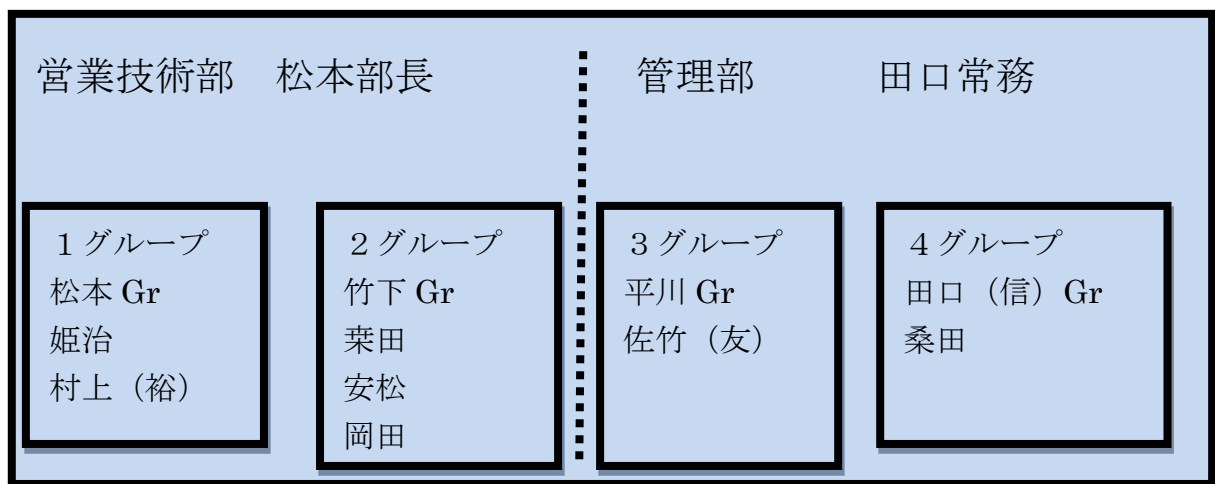 営業技術部　松本部長
管理部　田口常務
１グループ
松本 Gr
姫治
村上（裕）
２グループ
竹下 Gr
桒田
安松
岡田
３グループ
平川 Gr
佐竹（友）
４グループ
田口（信）Gr
桑田